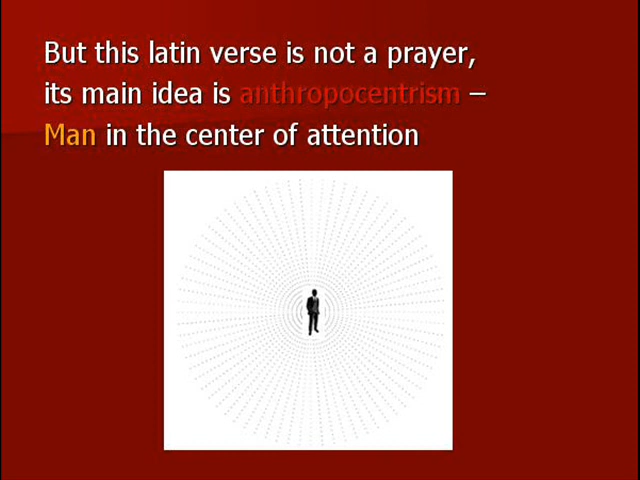 But this latin verse is not a prayer,
its main idea is anthropocentrism –
Man in the center of attention